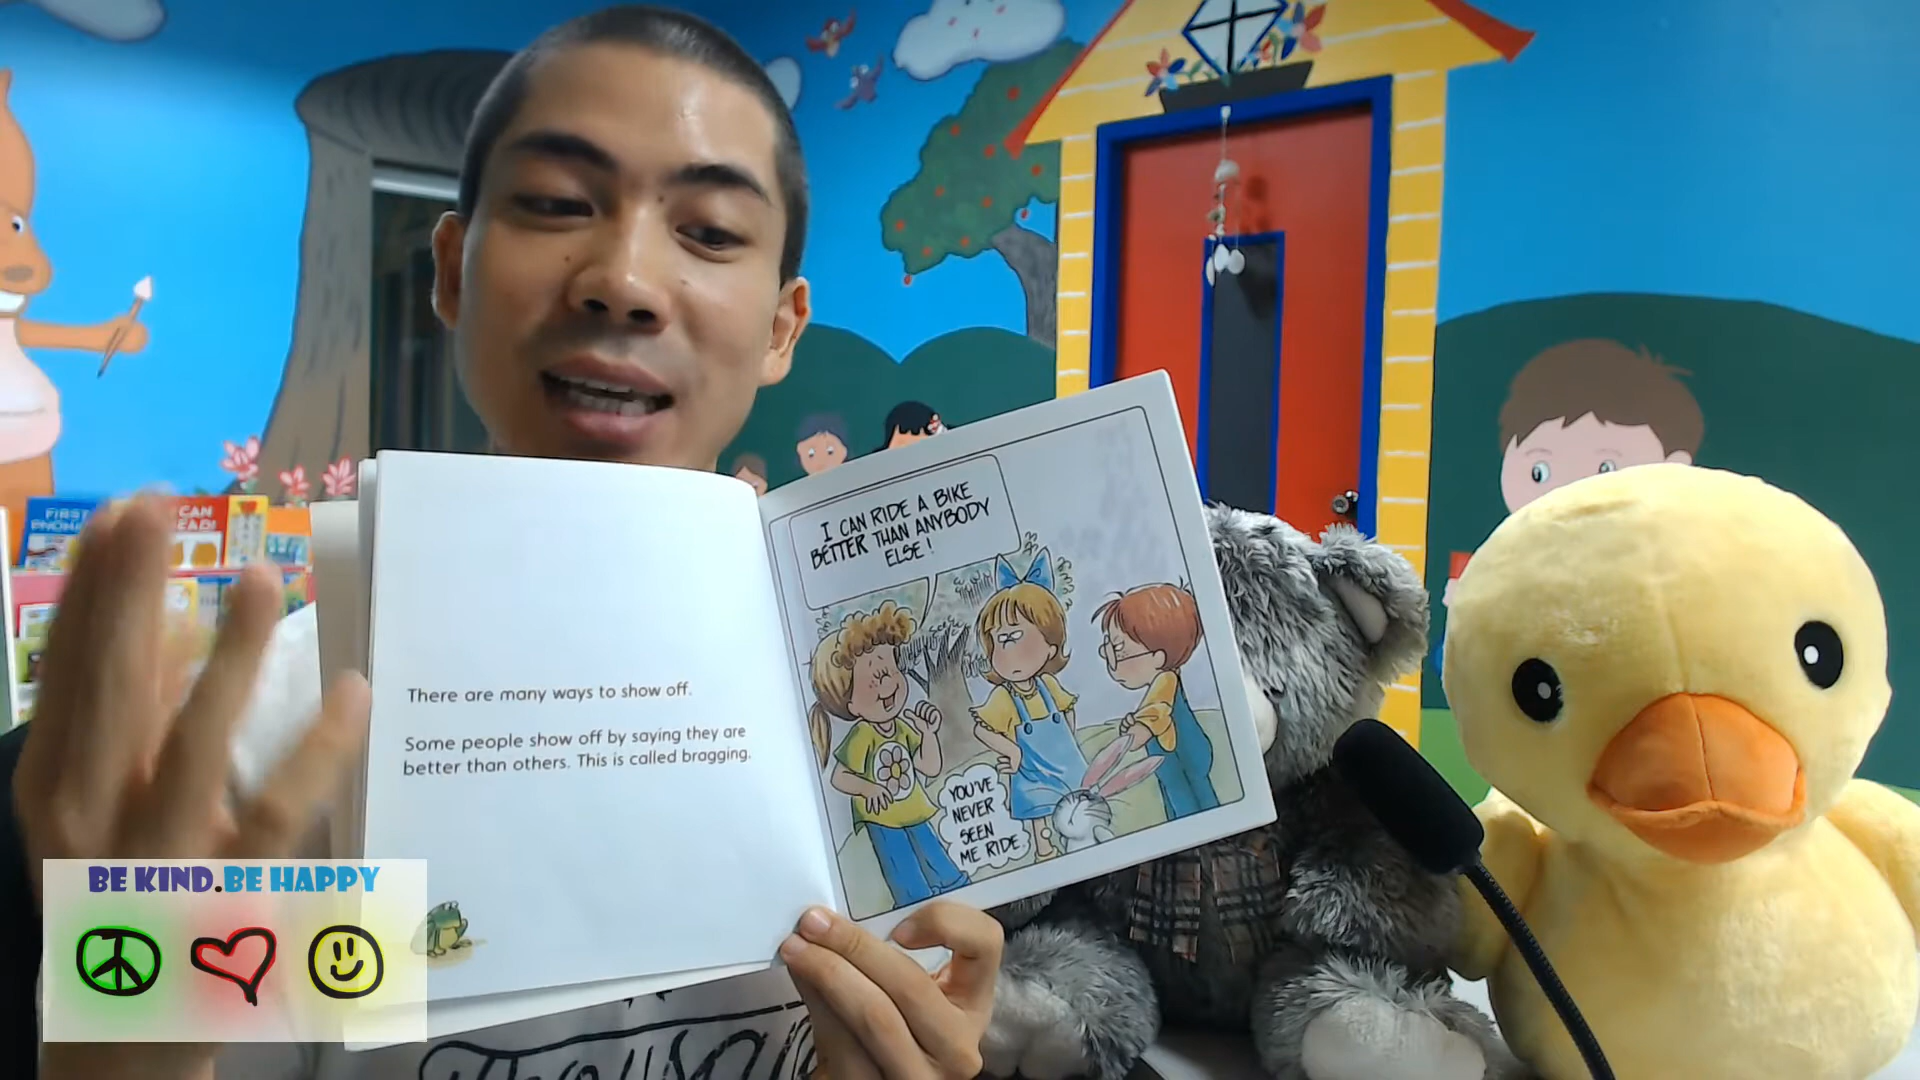 There are many ways to show off.
Some people show off by saying they are
better than others. This is called bragging.
I CAN RIDE A BIKE
BETTER THAN ANYBODY
ELSE!
YOU'VE
NEVER
SEEN
ME RIDE.
FIRST
CAN
BE KIND.BE HAPPY